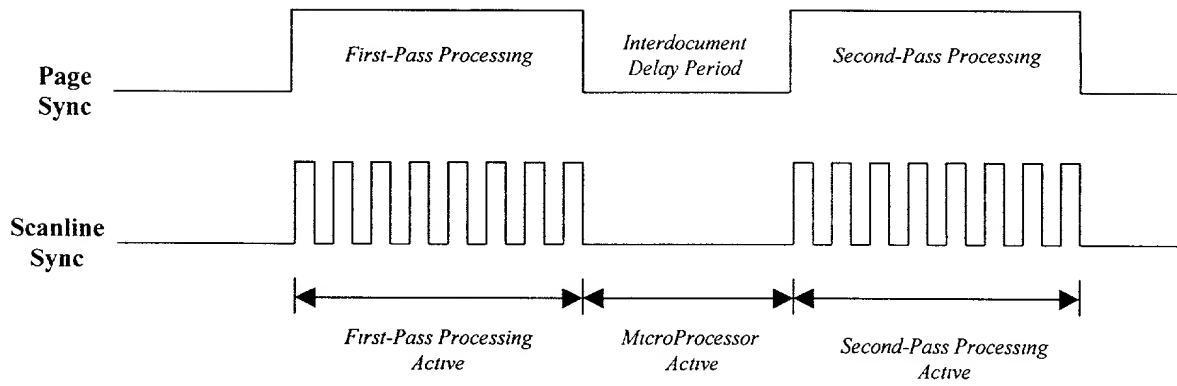 First-Pass Processing
Interdocument
Delay Period
Second-Pass Processing
Page
Sync
Scanline
Sync
First-Pass Processing
Active
MicroProcessor
Active
Second-Pass Processing
Active